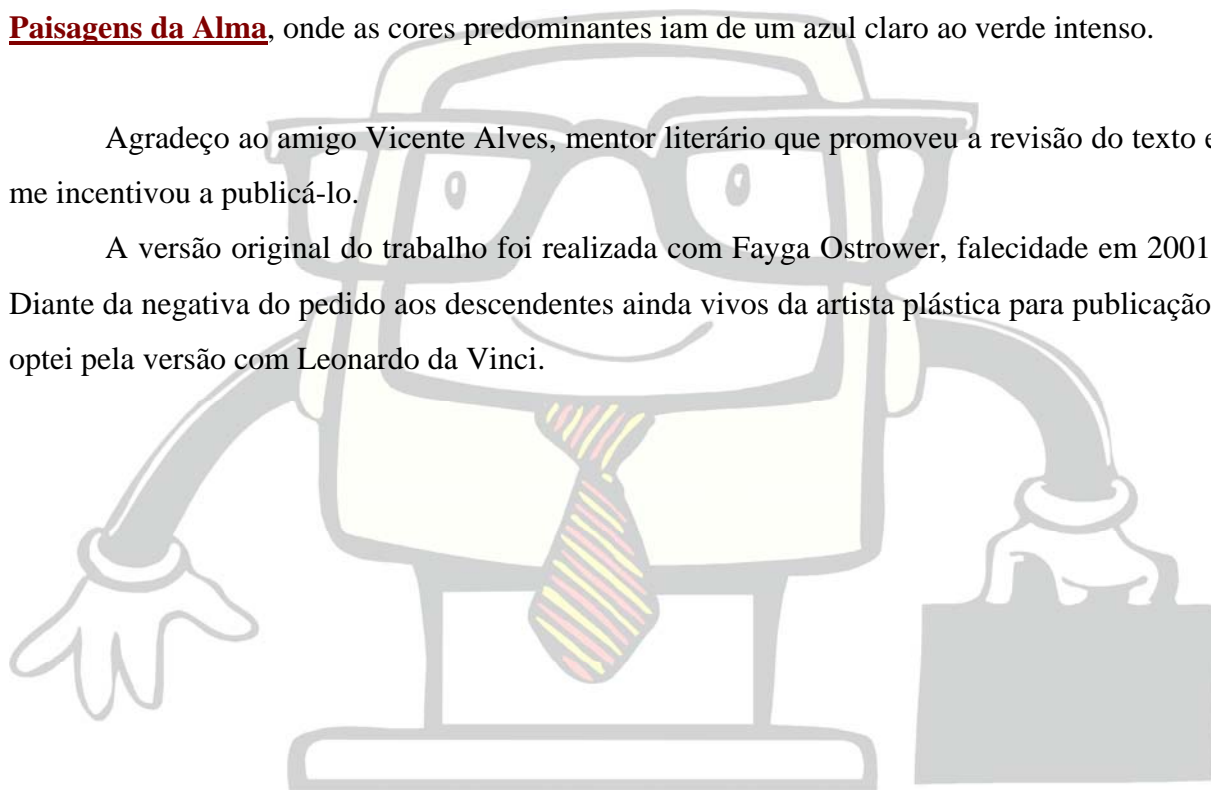 Paisagens da Alma, onde as cores predominantes iam de um azul claro ao verde intenso.
Agradeço ao amigo Vicente Alves, mentor literário que promoveu a revisão do texto e
me incentivou a publicá-lo.
A versão original do trabalho foi realizada com Fayga Ostrower, falecidade em 2001
Diante da negativa do pedido aos descendentes ainda vivos da artista plástica para publicação
optei pela versão com Leonardo da Vinci.